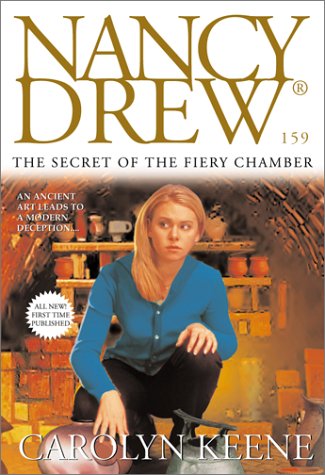 NANCY
DREW®
159
THE SECRET OF THE FIERY CHAMBER
AN ANCIENT
ART LEADS TO
A MODERN
DECEPTION...
ALL NEW!
FIRST TIME
PUBLISHED
CAROLYN KEENE